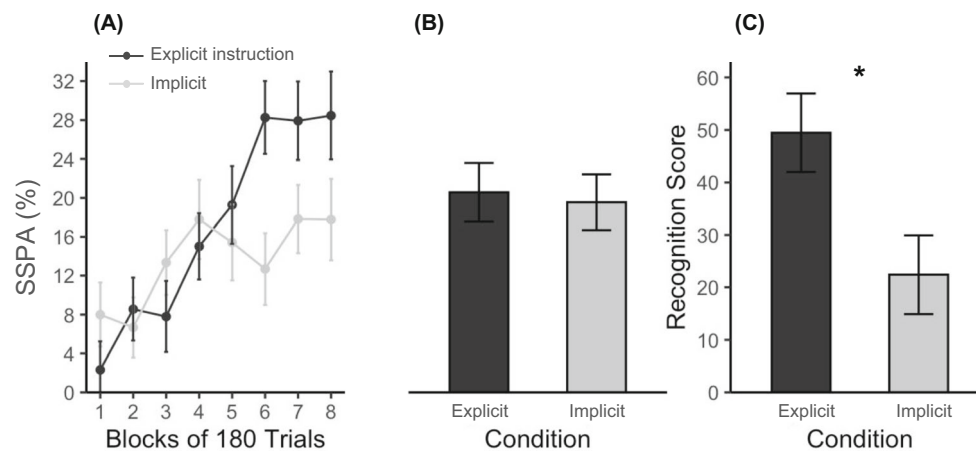 (A)
Explicit instruction
Implicit
SSPA (%)
32
28
24
20
16
12
8
4
0
1 2 3 4 5 6 7 8
Blocks of 180 Trials
(B)
Explicit Implicit
Condition
(C)
*
Recognition Score
60
50
40
30
20
10
0
Explicit Implicit
Condition